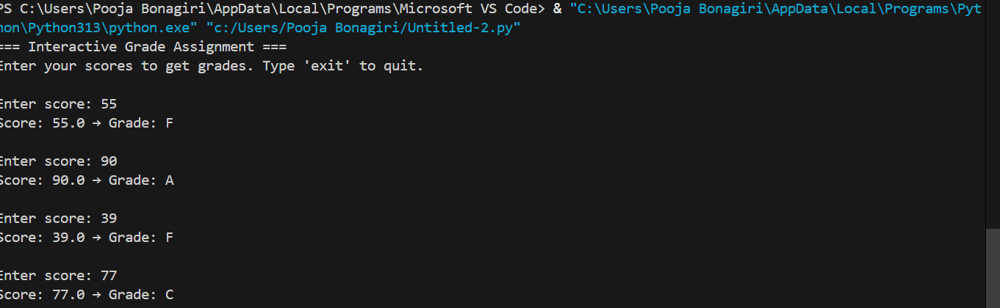 PS C:\Users\Pooja Bonagiri\AppData\Local\Programs\Microsoft VS Code> & "C:\Users\Pooja Bonagiri\AppData\Local\Programs\Pyt
hon\Python313\python.exe" "c:/Users/Pooja Bonagiri/Untitled-2.py"
=== Interactive Grade Assignment ===
Enter your scores to get grades. Type 'exit' to quit.
Enter score: 55
Score: 55.0 → Grade: F
Enter score: 90
Score: 90.0 → Grade: A
Enter score: 39
Score: 39.0 → Grade: F
Enter score: 77
Score: 77.0 → Grade: C